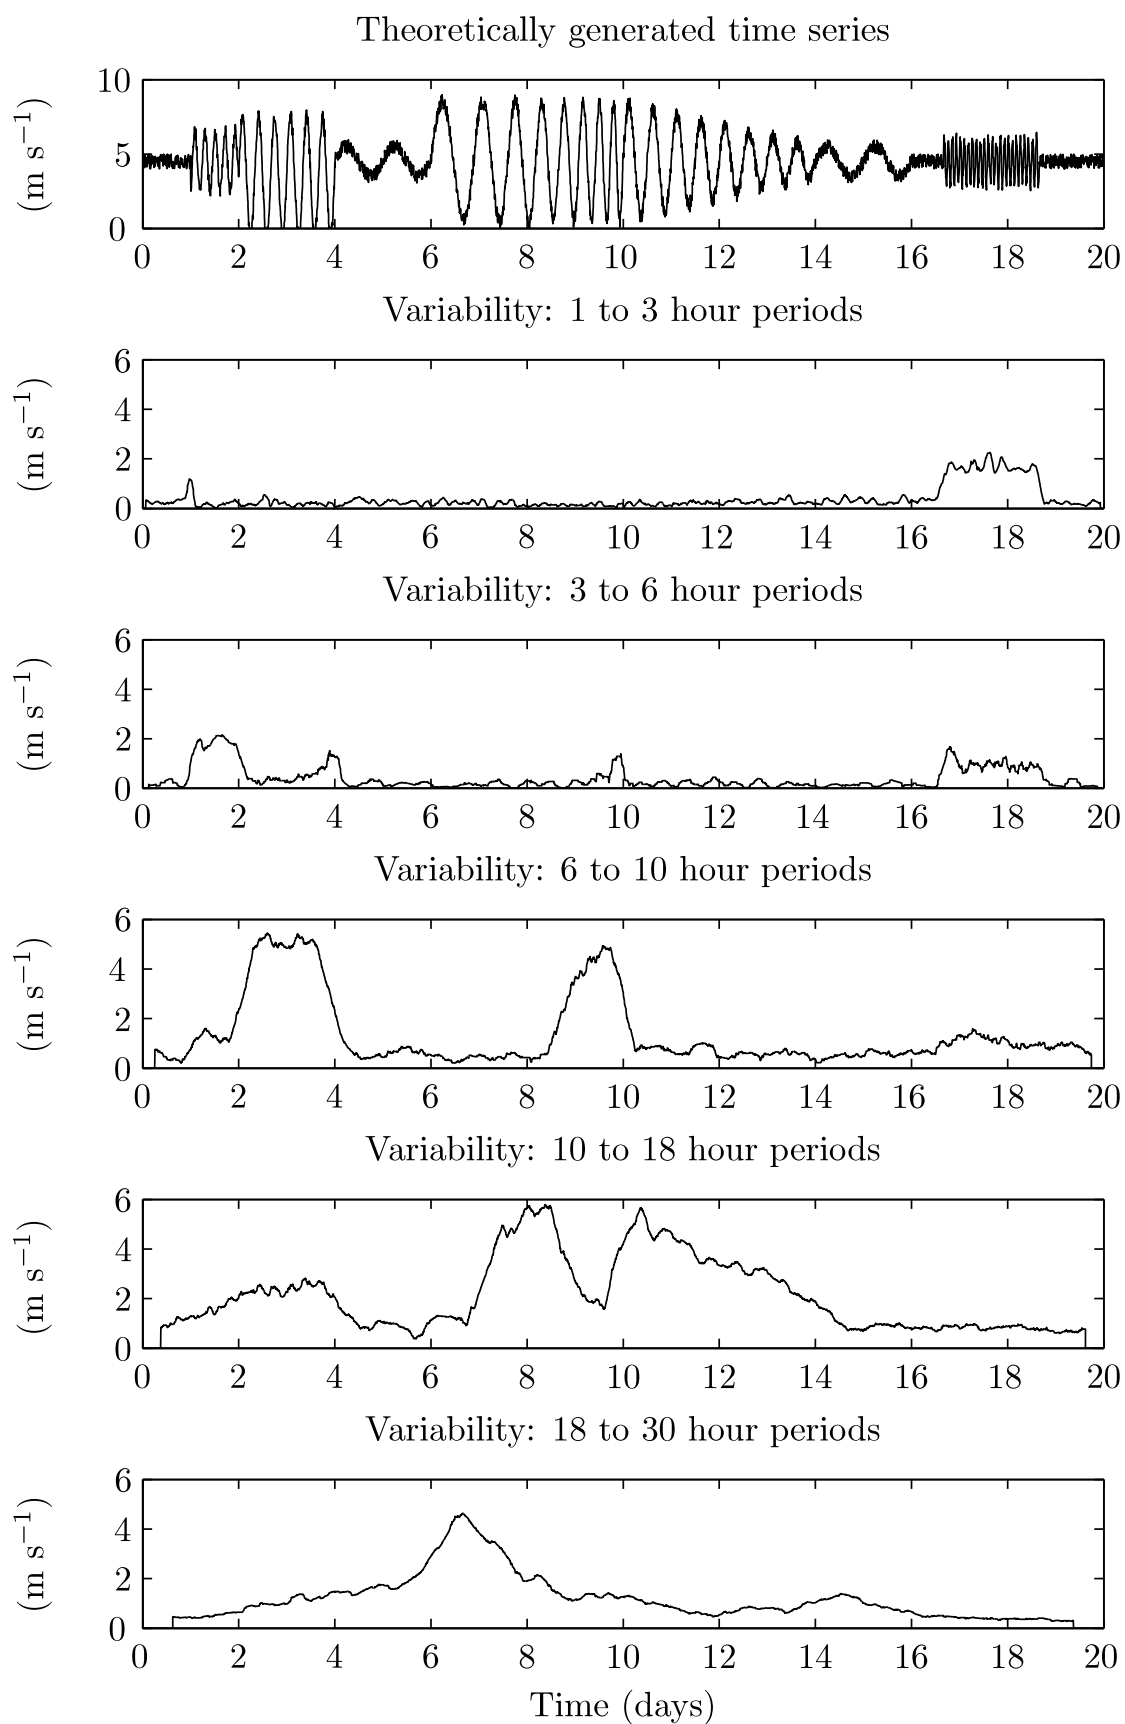 Theoretically generated time series
10
5
0
(m s−1)
0 2 4 6 8 10 12 14 16 18 20
Variability: 1 to 3 hour periods
6
4
2
0
(m s−1)
0 2 4 6 8 10 12 14 16 18 20
Variability: 3 to 6 hour periods
6
4
2
0
(m s−1)
0 2 4 6 8 10 12 14 16 18 20
Variability: 6 to 10 hour periods
6
4
2
0
(m s−1)
0 2 4 6 8 10 12 14 16 18 20
Variability: 10 to 18 hour periods
6
4
2
0
(m s−1)
0 2 4 6 8 10 12 14 16 18 20
Variability: 18 to 30 hour periods
6
4
2
0
(m s−1)
0 2 4 6 8 10 12 14 16 18 20
Time (days)